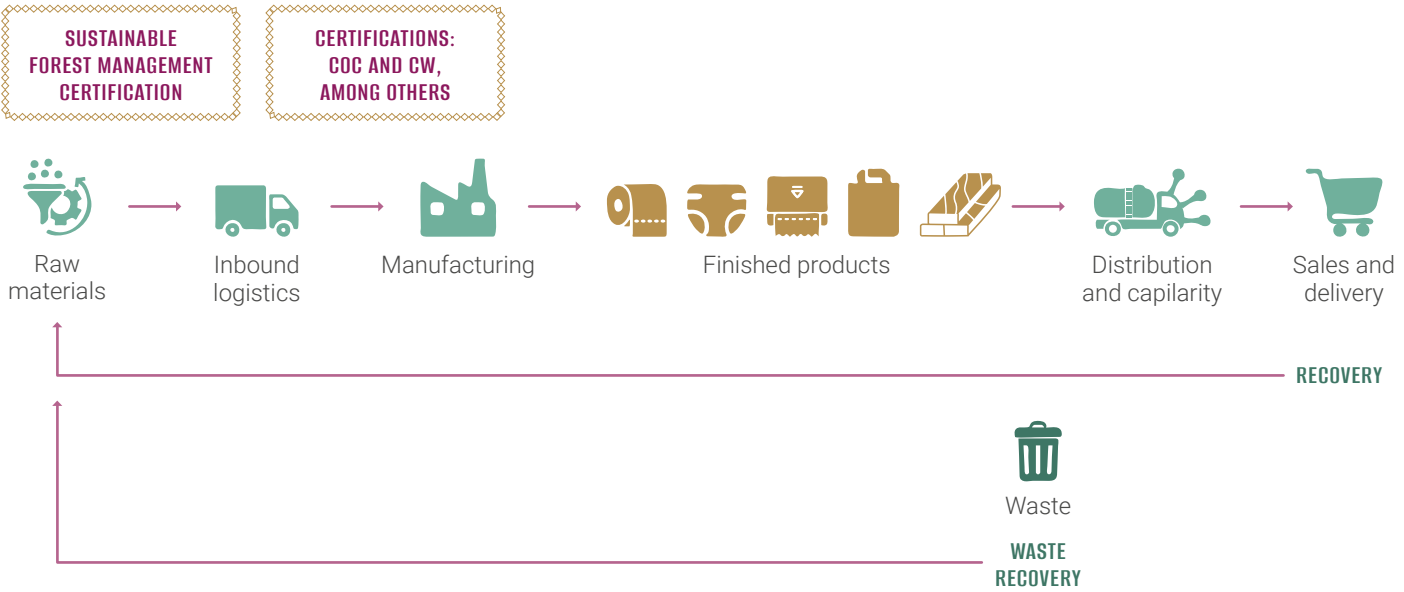 SUSTAINABLE
FOREST MANAGEMENT
CERTIFICATION
CERTIFICATIONS:
COC AND CW,
AMONG OTHERS
Raw
materials
Inbound
logistics
Manufacturing
Finished products
Distribution
and capilarity
Sales and
delivery
RECOVERY
Waste
WASTE
RECOVERY